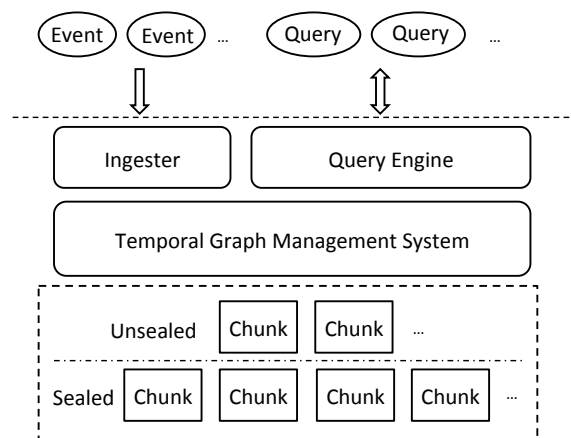 Event Event ... Query Query ...
Ingester Query Engine
Temporal Graph Management System
Unsealed Chunk Chunk ...
Sealed Chunk Chunk Chunk Chunk ...